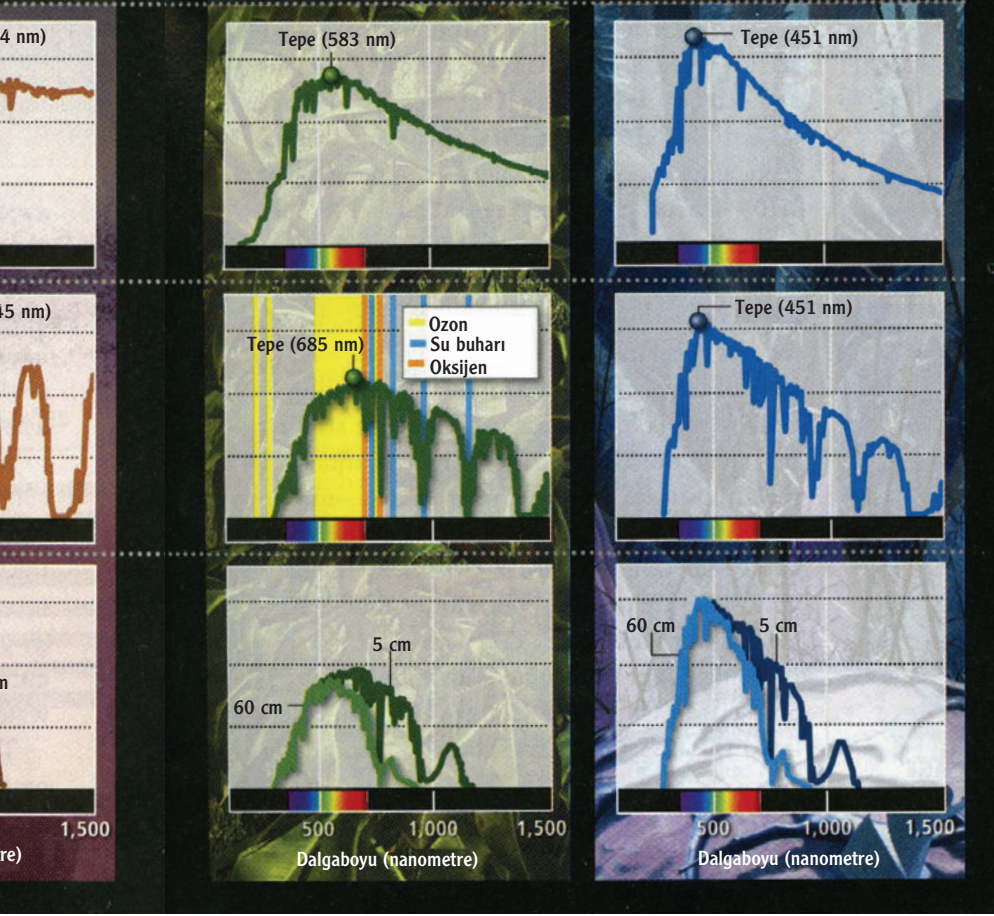 4 nm)
Tepe (583 nm)
Tepe (451 nm)
45 nm)
Tepe (685 nm)
Ozon
Su buharı
Oksijen
Tepe (451 nm)
m
60 cm
5 cm
60 cm
5 cm
1,500
500
1,000
1,500
500
1,000
1,500
re)
Dalgaboyu (nanometre)
Dalgaboyu (nanometre)